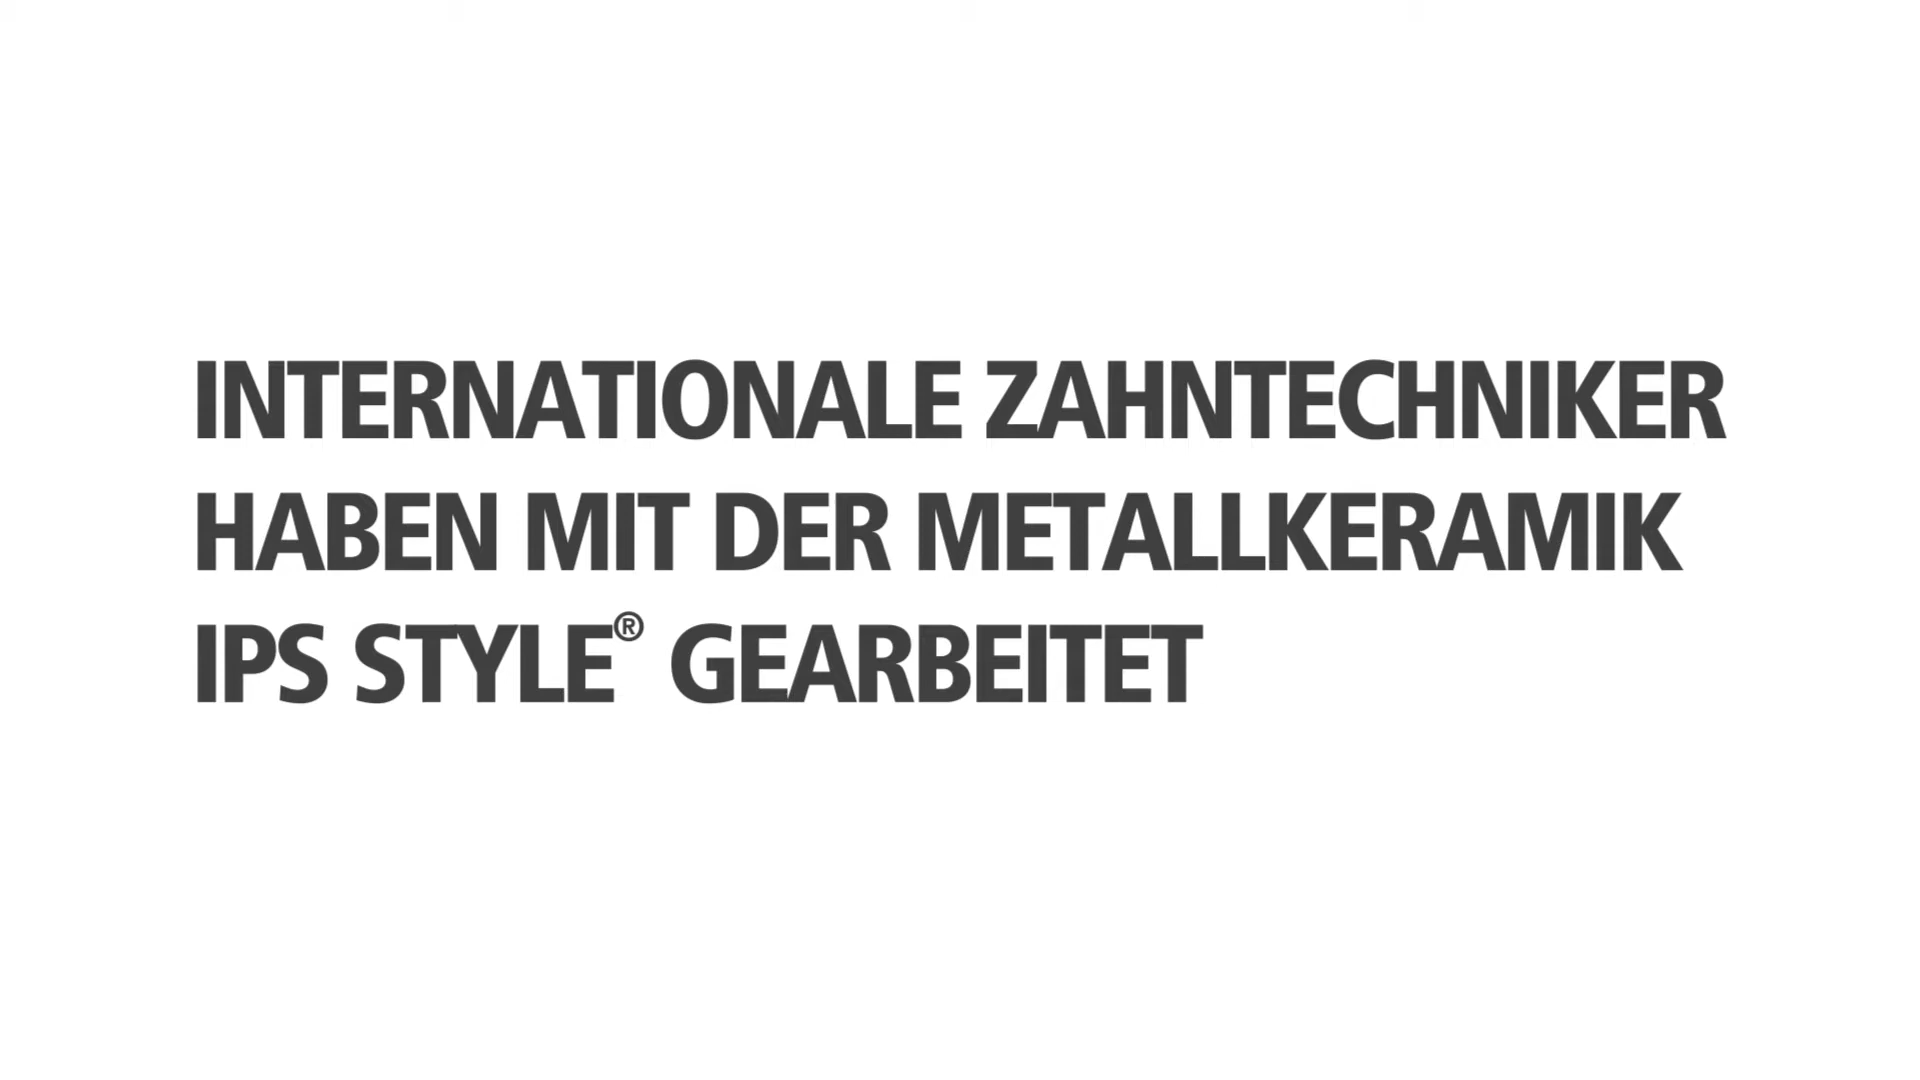 INTERNATIONALE ZAHNTECHNIKER
HABEN MIT DER METALLKERAMIK
IPS STYLE® GEARBEITET